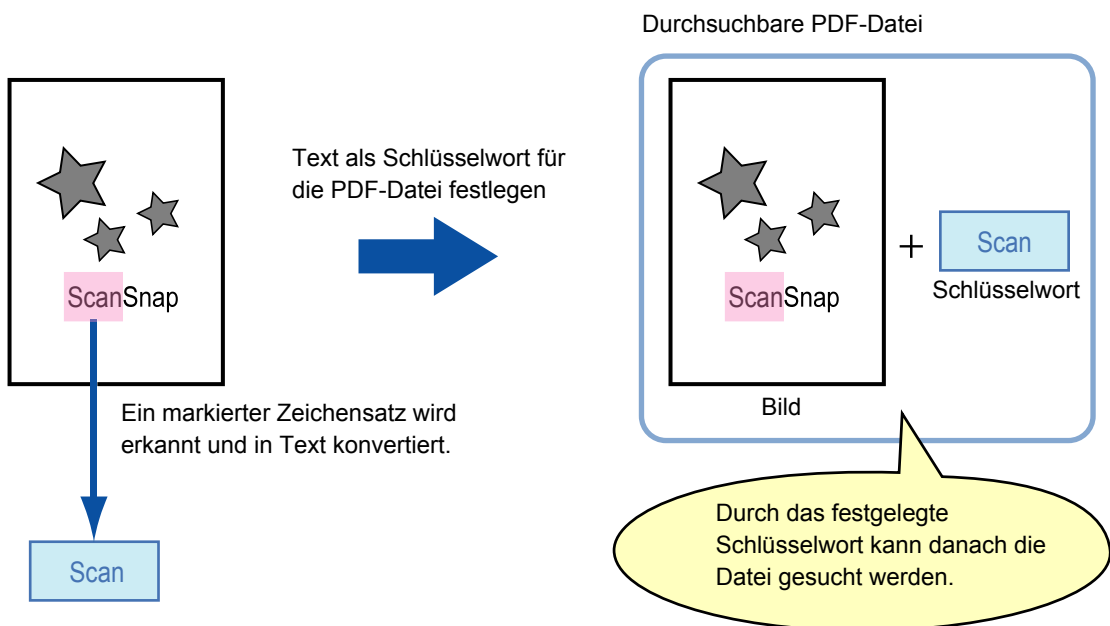 Durchsuchbare PDF-Datei
Text als Schlüsselwort für
die PDF-Datei festlegen
ScanSnap
Ein markierter Zeichensatz wird
erkannt und in Text konvertiert.
Scan
ScanSnap
Bild
+
Scan
Schlüsselwort
Durch das festgelegte
Schlüsselwort kann danach die
Datei gesucht werden.